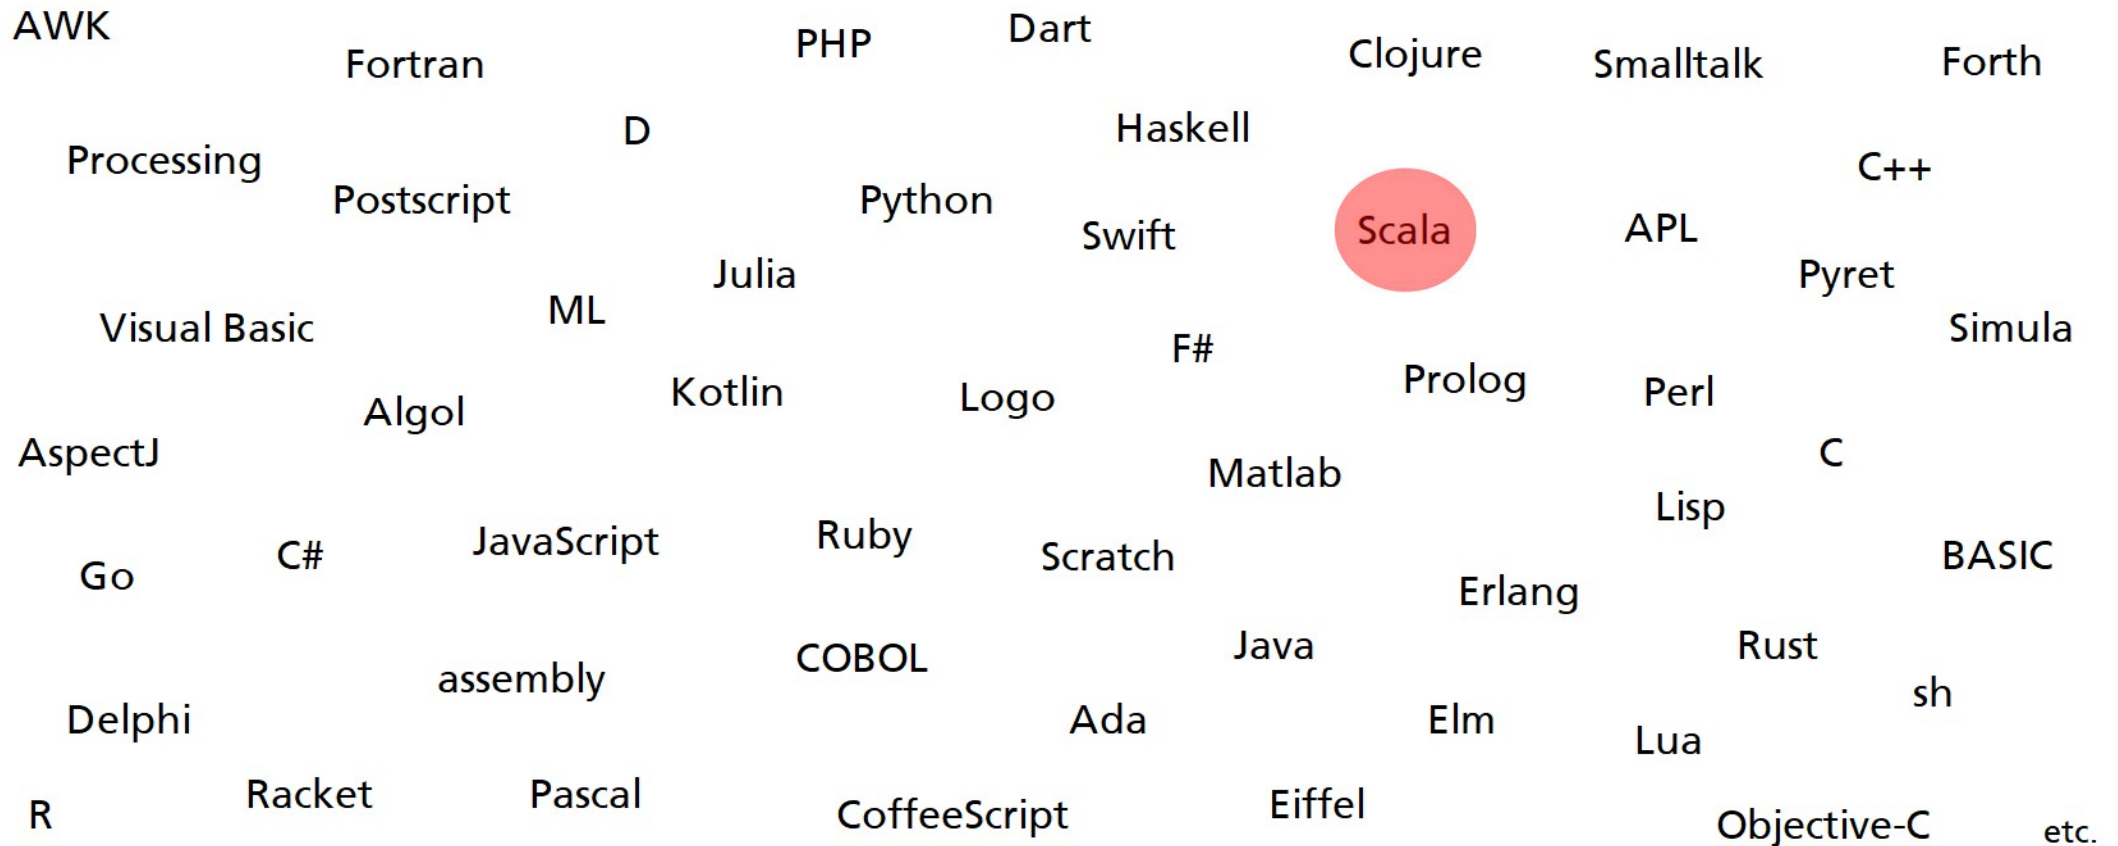 AWK
Dart
PHP
Clojure
Fortran
Smalltalk
Forth
D
Haskell
Processing
C++
Postscript
Python
Swift
Scala
APL
Julia
Pyret
ML
Visual Basic
Simula
F#
Kotlin
Logo
Prolog
Perl
Algol
AspectJ
C
Matlab
Lisp
JavaScript
Ruby
C#
Scratch
BASIC
Go
Erlang
COBOL
Java
Rust
assembly
sh
Delphi
Ada
Elm
Lua
R
Racket
Pascal
CoffeeScript
Eiffel
Objective-C
etc.